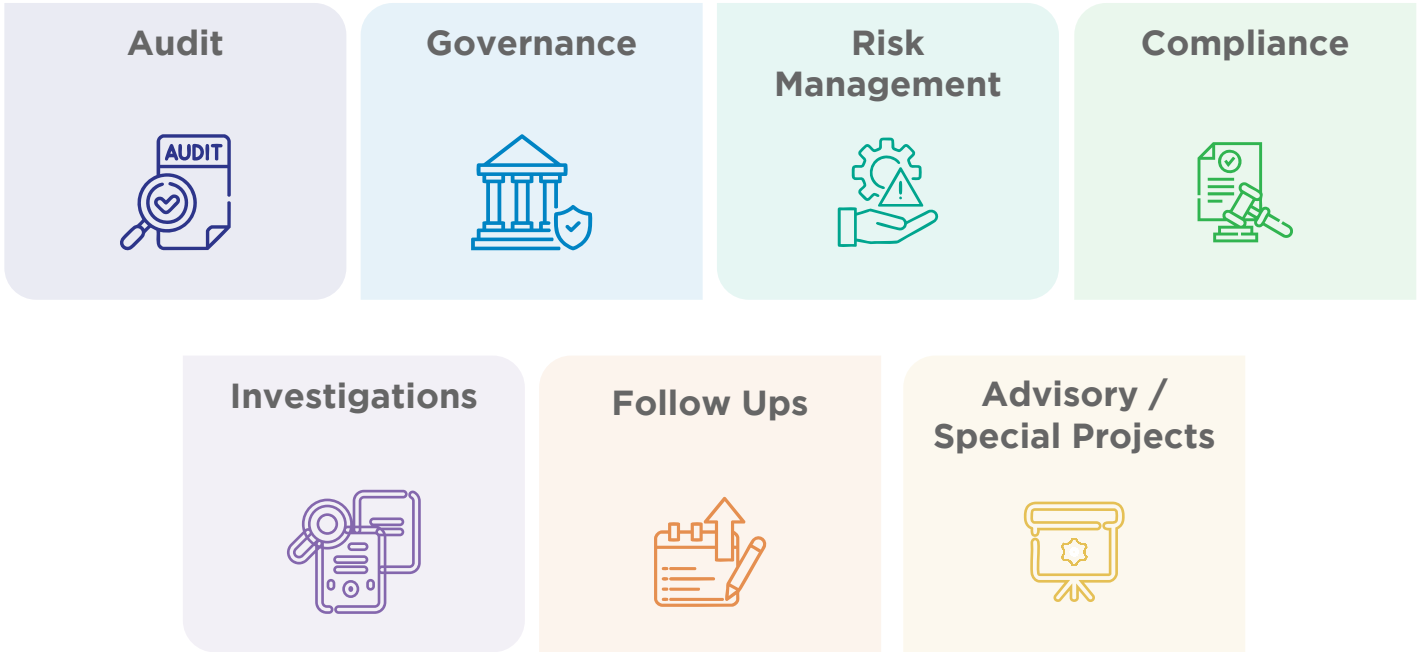 Audit
Governance
Risk
Management
Compliance
AUDIT
Investigations
Follow Ups
Advisory /
Special Projects